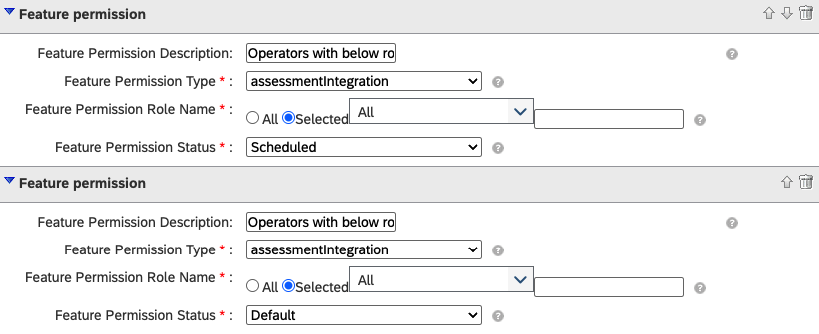 Feature permission
Feature Permission Description: Operators with below ro
Feature Permission Type * : assessmentIntegration
Feature Permission Role Name * : All Selected All
Feature Permission Status * : Scheduled
Feature permission
Feature Permission Description: Operators with below ro
Feature Permission Type * : assessmentIntegration
Feature Permission Role Name * : All Selected All
Feature Permission Status * : Default